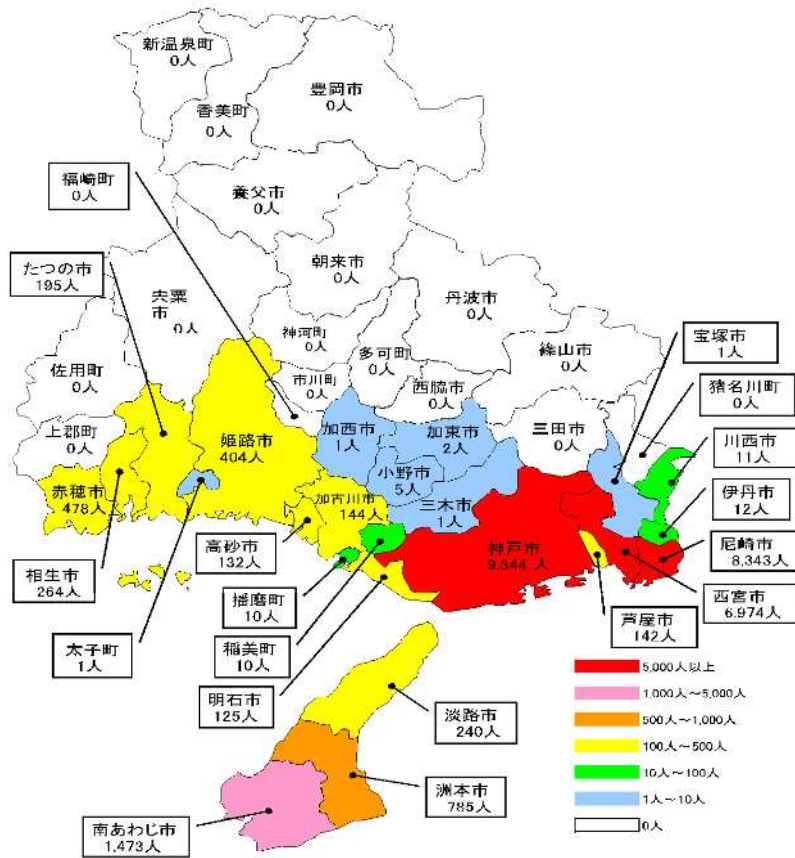 新温泉町
0人
豊岡市
0人
香美町
0人
福崎町
0人
養父市
0人
朝来市
0人
たつの市
195人
宍粟
市
0人
丹波市
0人
神河町
0人
多可町
0人
篠山市
0人
宝塚市
1人
佐用町
0人
市川町
0人
西脇市
0人
猪名川町
0人
上郡町
0人
姫路市
404人
加西市
1人
加東市
2人
三田市
0人
川西市
11人
赤穂市
478人
小野市
5人
加古川市
144人
三木市
1人
伊丹市
12人
高砂市
132人
神戸市
9,344人
尼崎市
8,343人
相生市
264人
播磨町
10人
西宮市
6,974人
太子町
1人
稲美町
10人
芦屋市
142人
明石市
125人
淡路市
240人
洲本市
785人
南あわじ市
1,473人
5,000人以上
1,000人～5,000人
500人～1,000人
100人～500人
10人～100人
1人～10人
0人